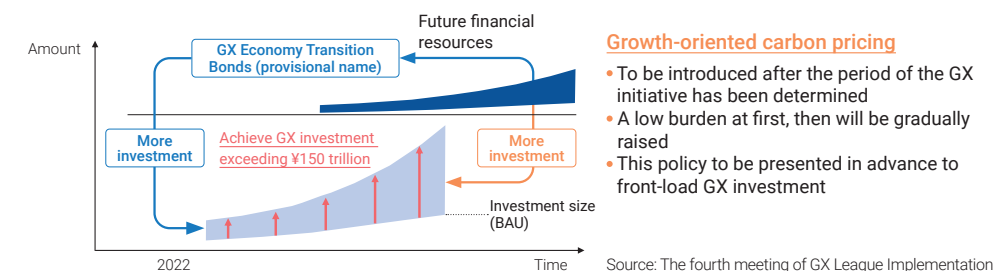 Future financial
resources
Amount
GX Economy Transition
Bonds (provisional name)
More
investment
Achieve GX investment
exceeding ¥150 trillion
More
investment
Investment size
(BAU)
2022
Time
Growth-oriented carbon pricing
• To be introduced after the period of the GX
initiative has been determined
• A low burden at first, then will be gradually
raised
• This policy to be presented in advance to
front-load GX investment
Source: The fourth meeting of GX League Implementation